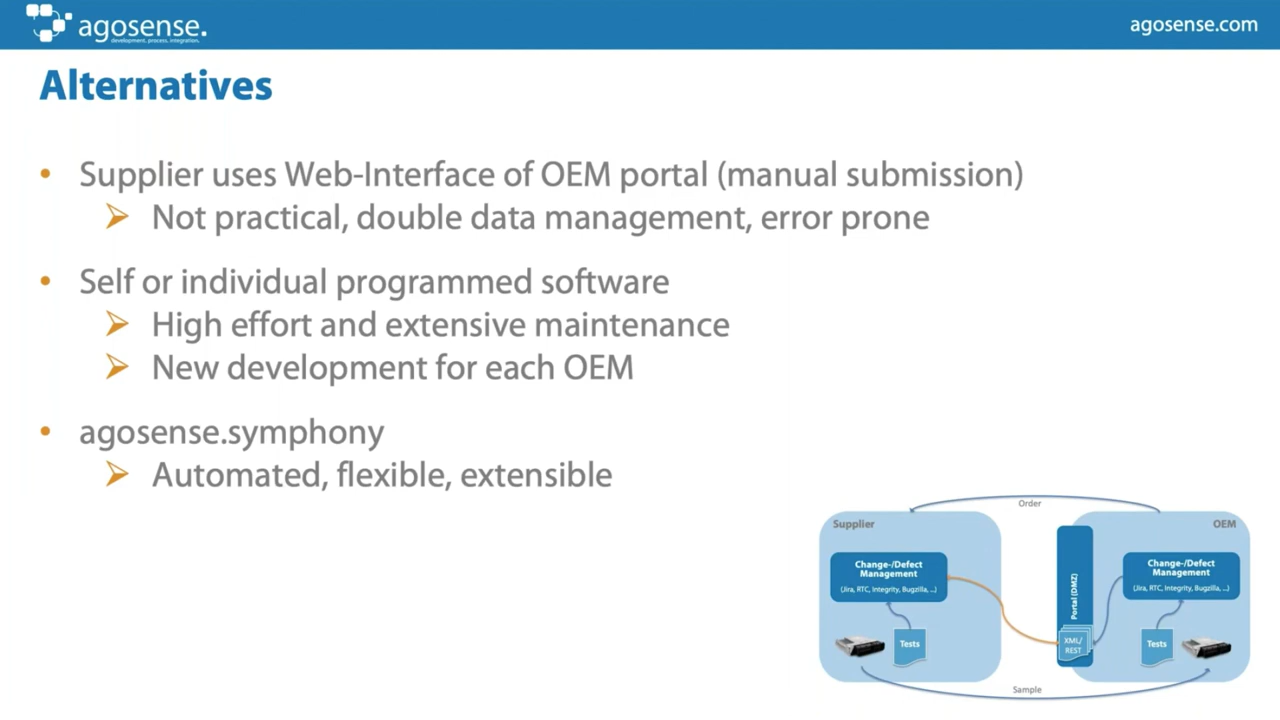 agosense.
development, process, integration.
agosense.com
Alternatives
• Supplier uses Web-Interface of OEM portal (manual submission)
➢ Not practical, double data management, error prone
• Self or individual programmed software
➢ High effort and extensive maintenance
➢ New development for each OEM
• agosense.symphony
➢ Automated, flexible, extensible
Order
Supplier
OEM
Change-/Defect
Management
(Jira, RTC, Integrity, Bugzilla, ...)
Portal (DMZ)
Change-/Defect
Management
(Jira, RTC, Integrity, Bugzilla, ...)
Tests
XML/
REST
Tests
Sample